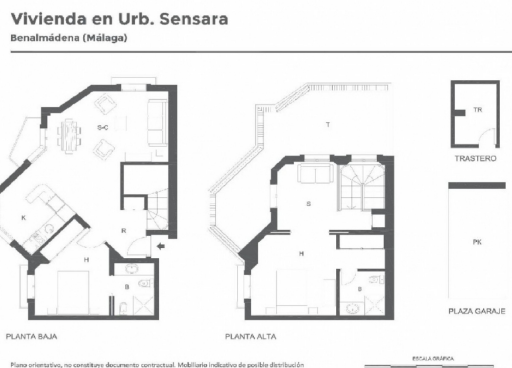 Vivienda en Urb. Sensara
Benalmádena (Málaga)
S-C
K
R
H
B
PLANTA BAJA
T
S
H
B
PLANTA ALTA
TR
TRASTERO
PK
PLAZA GARAJE
Plano orientativo, no constituye documento contractual. Mobiliario indicativo de posible distribución
ESCALA GRÁFICA